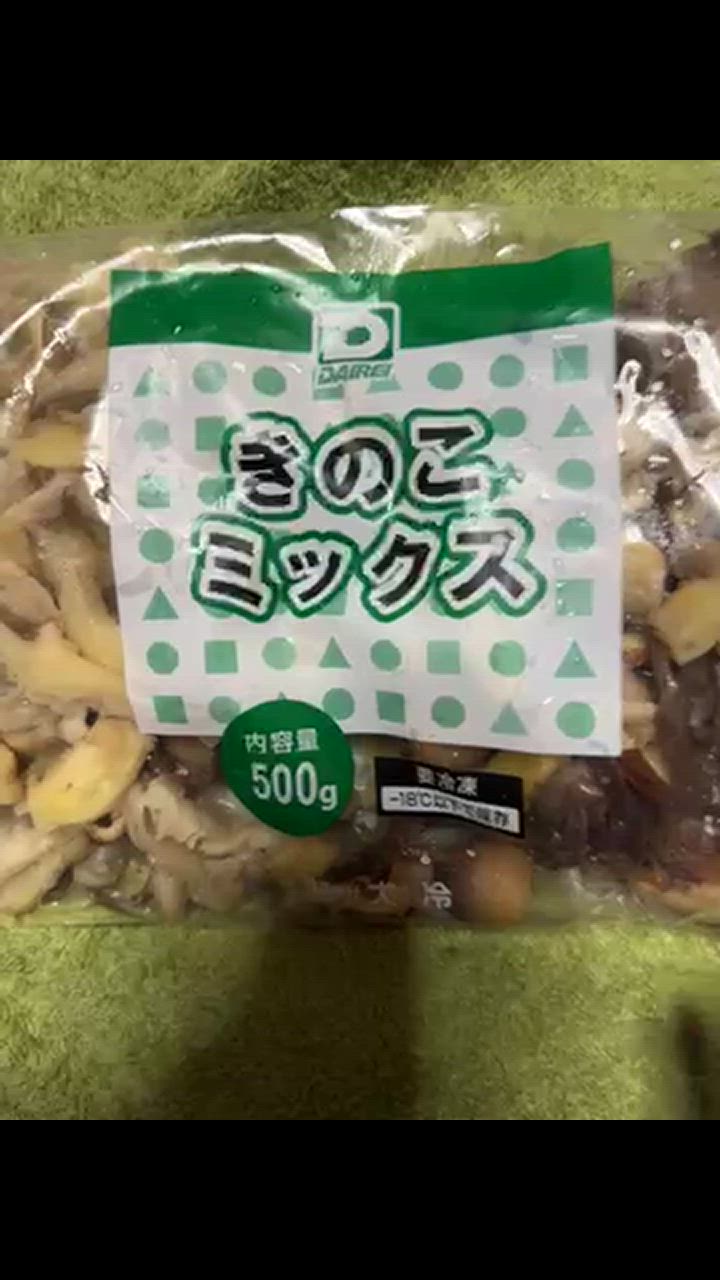 DAIREI
きのこ
ミックス
内容量
500g
要冷凍
-18℃以下で保存